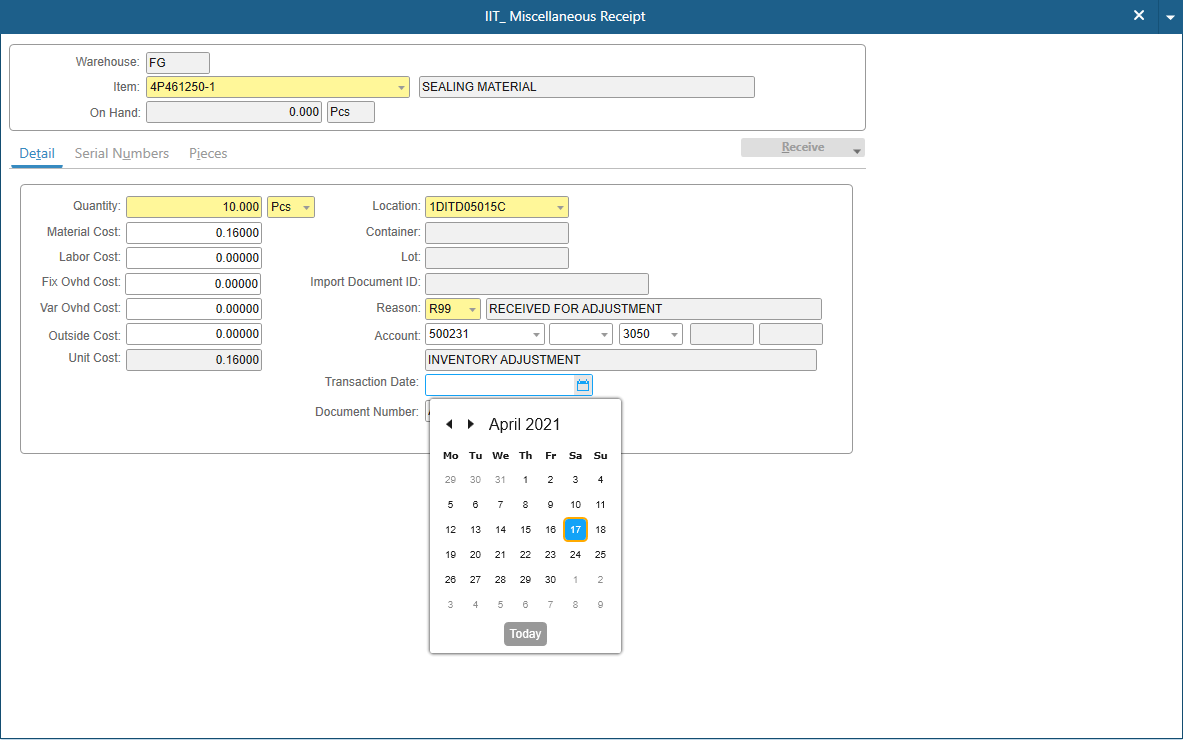 IIT_ Miscellaneous Receipt
Warehouse: FG
Item: 4P461250-1 SEALING MATERIAL
On Hand: 0.000 Pcs
Detail Serial Numbers Pieces Receive
Quantity: 10.000 Pcs Location: 1DITD05015C
Material Cost: 0.16000 Container:
Labor Cost: 0.00000 Lot:
Fix Ovhd Cost: 0.00000 Import Document ID:
Var Ovhd Cost: 0.00000 Reason: R99 RECEIVED FOR ADJUSTMENT
Outside Cost: 0.00000 Account: 500231 3050
Unit Cost: 0.16000 INVENTORY ADJUSTMENT
Transaction Date:
Document Number:
April 2021
Mo Tu We Th Fr Sa Su
29 30 31 1 2 3 4
5 6 7 8 9 10 11
12 13 14 15 16 17 18
19 20 21 22 23 24 25
26 27 28 29 30 1 2
3 4 5 6 7 8 9
Today